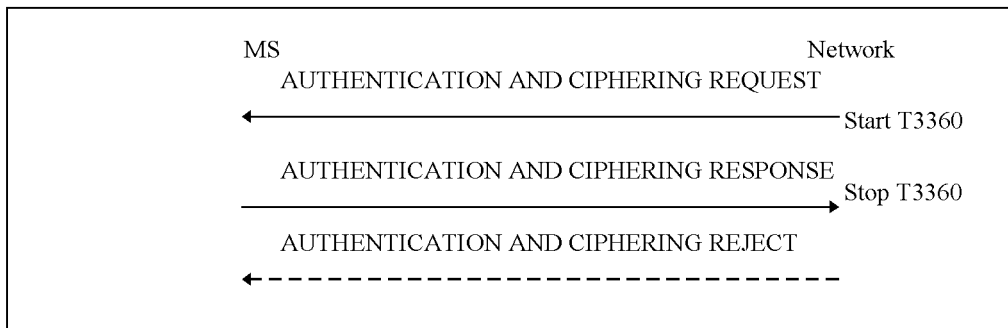 MS Network
AUTHENTICATION AND CIPHERING REQUEST
Start T3360
AUTHENTICATION AND CIPHERING RESPONSE
Stop T3360
AUTHENTICATION AND CIPHERING REJECT